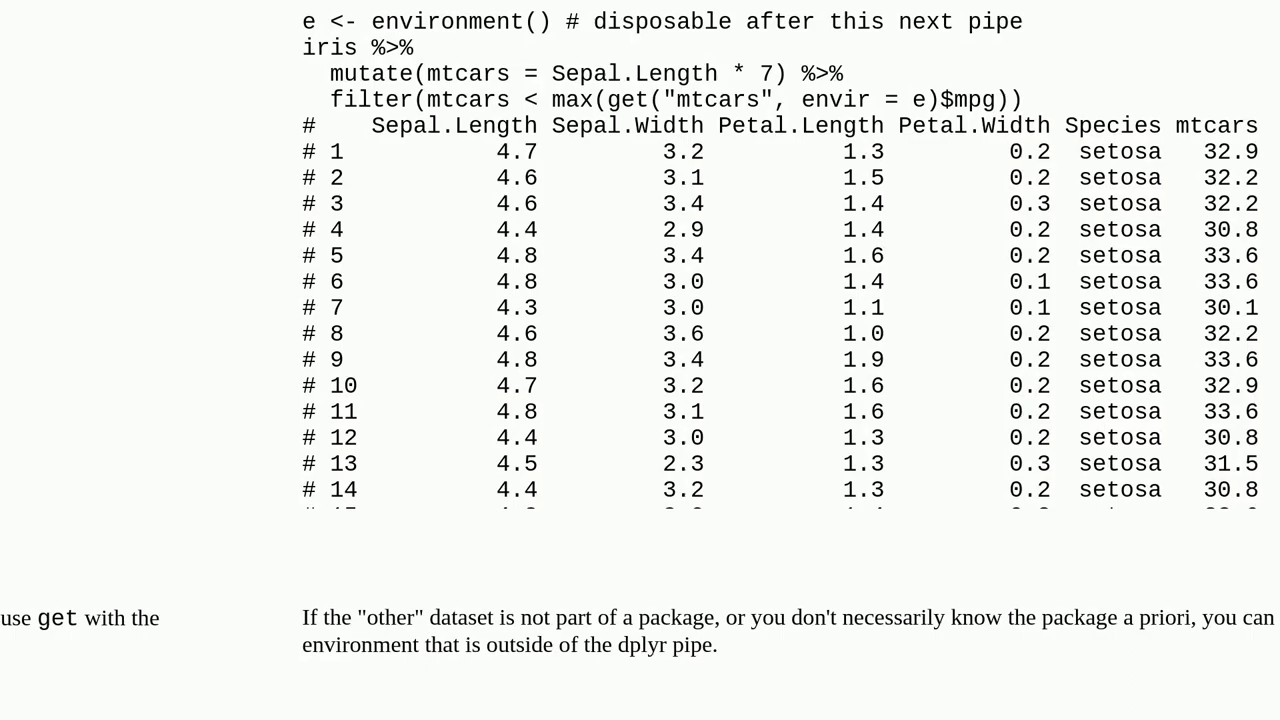 e <- environment() # disposable after this next pipe
iris %>%
  mutate(mtcars = Sepal.Length * 7) %>%
  filter(mtcars < max(get("mtcars", envir = e)$mpg))
#    Sepal.Length Sepal.Width Petal.Length Petal.Width Species mtcars
# 1           4.7         3.2          1.3         0.2  setosa   32.9
# 2           4.6         3.1          1.5         0.2  setosa   32.2
# 3           4.6         3.4          1.4         0.3  setosa   32.2
# 4           4.4         2.9          1.4         0.2  setosa   30.8
# 5           4.8         3.4          1.6         0.2  setosa   33.6
# 6           4.8         3.0          1.4         0.1  setosa   33.6
# 7           4.3         3.0          1.1         0.1  setosa   30.1
# 8           4.6         3.6          1.0         0.2  setosa   32.2
# 9           4.8         3.4          1.9         0.2  setosa   33.6
# 10          4.7         3.2          1.6         0.2  setosa   32.9
# 11          4.8         3.1          1.6         0.2  setosa   33.6
# 12          4.4         3.0          1.3         0.2  setosa   30.8
# 13          4.5         2.3          1.3         0.3  setosa   31.5
# 14          4.4         3.2          1.3         0.2  setosa   30.8
use get with the
If the "other" dataset is not part of a package, or you don't necessarily know the package a priori, you can
environment that is outside of the dplyr pipe.